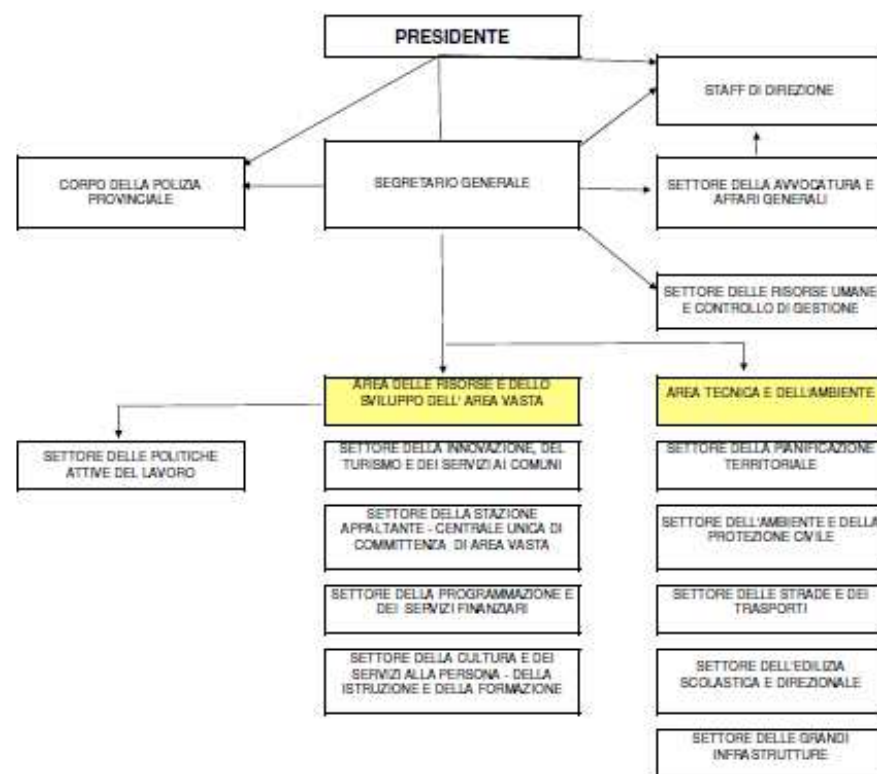 PRESIDENTE
STAFF DI DIREZIONE
CORPO DELLA POLIZIA
PROVINCIALE
SEGRETARIO GENERALE
SETTORE DELLA AVVOCATURA E
AFFARI GENERALI
SETTORE DELLE RISORSE UMANE
E CONTROLLO DI GESTIONE
AREA DELLE RISORSE E DELLO
SVILUPPO DELL' AREA VASTA
AREA TECNICA E DELL'AMBIENTE
SETTORE DELLE POLITICHE
ATTIVE DEL LAVORO
SETTORE DELLA INNOVAZIONE, DEL
TURISMO E DEI SERVIZI AI COMUNI
SETTORE DELLA STAZIONE
APPALTANTE - CENTRALE UNICA DI
COMMITTENZA DI AREA VASTA
SETTORE DELLA PROGRAMMAZIONE E
DEI SERVIZI FINANZIARI
SETTORE DELLA CULTURA E DEI
SERVIZI ALLA PERSONA - DELLA
ISTRUZIONE E DELLA FORMAZIONE
SETTORE DELLA PIANIFICAZIONE
TERRITORIALE
SETTORE DELL'AMBIENTE E DELLA
PROTEZIONE CIVILE
SETTORE DELLE STRADE E DEI
TRASPORTI
SETTORE DELL'EDILIZIA
SCOLASTICA E DIREZIONALE
SETTORE DELLE GRANDI
INFRASTRUTTURE